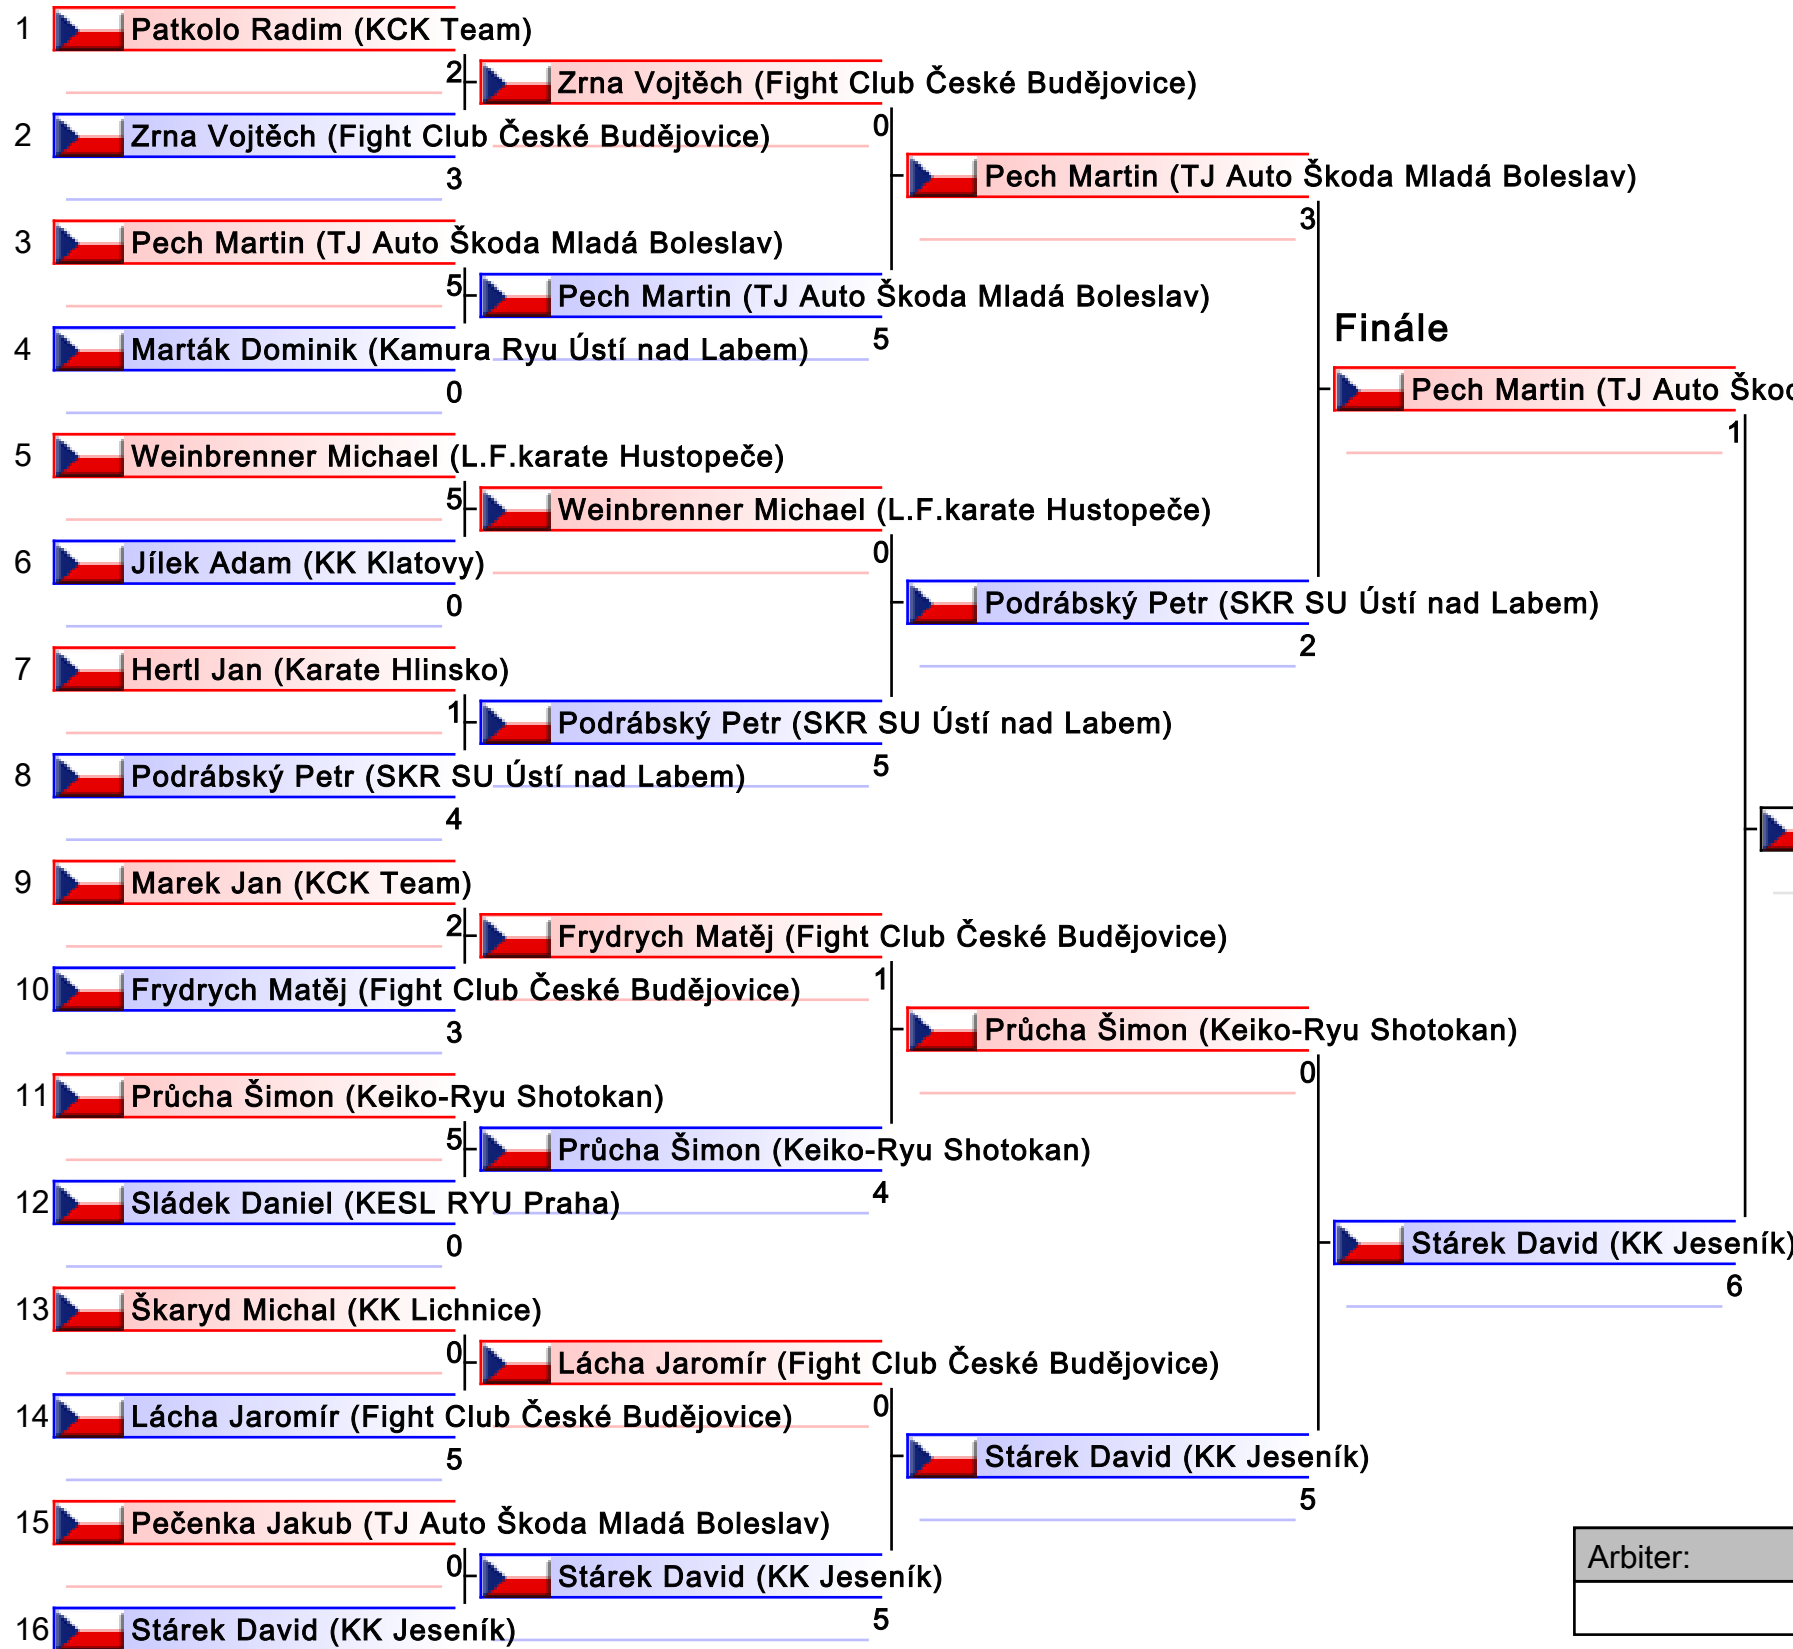 1 Patkolo Radim (KCK Team)
2
Zrna Vojtěch (Fight Club České Budějovice)
0
2 Zrna Vojtěch (Fight Club České Budějovice)
3
Pech Martin (TJ Auto Škoda Mladá Boleslav)
3
3 Pech Martin (TJ Auto Škoda Mladá Boleslav)
5
Pech Martin (TJ Auto Škoda Mladá Boleslav)
5
Finále
4 Marták Dominik (Kamura Ryu Ústí nad Labem)
0
Pech Martin (TJ Auto
1
5 Weinbrenner Michael (L.F.karate Hustopeče)
5
Weinbrenner Michael (L.F.karate Hustopeče)
0
6 Jílek Adam (KK Klatovy)
0
Podrábský Petr (SKR SU Ústí nad Labem)
2
7 Hertl Jan (Karate Hlinsko)
1
Podrábský Petr (SKR SU Ústí nad Labem)
5
8 Podrábský Petr (SKR SU Ústí nad Labem)
4
9 Marek Jan (KCK Team)
2
Frydrych Matěj (Fight Club České Budějovice)
1
10 Frydrych Matěj (Fight Club České Budějovice)
3
Průcha Šimon (Keiko-Ryu Shotokan)
0
11 Průcha Šimon (Keiko-Ryu Shotokan)
5
Průcha Šimon (Keiko-Ryu Shotokan)
4
12 Sládek Daniel (KESL RYU Praha)
0
Stárek David (KK Jeseník)
6
13 Škaryd Michal (KK Lichnice)
0
Lácha Jaromír (Fight Club České Budějovice)
0
14 Lácha Jaromír (Fight Club České Budějovice)
5
Stárek David (KK Jeseník)
5
15 Pečenka Jakub (TJ Auto Škoda Mladá Boleslav)
0
Stárek David (KK Jeseník)
5
Arbiter:
16 Stárek David (KK Jeseník)